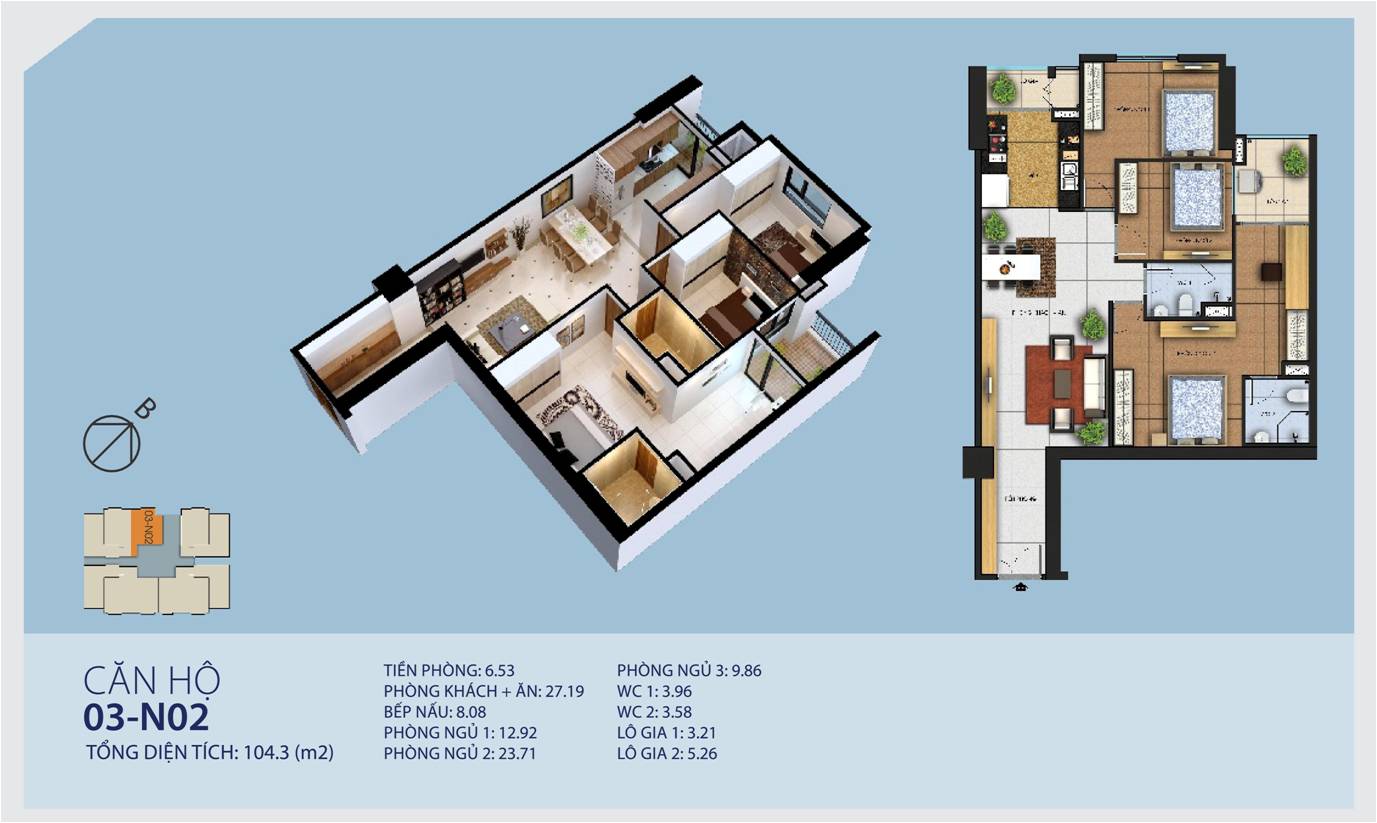 B
03-N02
CĂN HỘ
03-N02
TỔNG DIỆN TÍCH: 104.3 (m2)
TIỀN PHÒNG: 6.53
PHÒNG KHÁCH + ĂN: 27.19
BẾP NẤU: 8.08
PHÒNG NGỦ 1: 12.92
PHÒNG NGỦ 2: 23.71
PHÒNG NGỦ 3: 9.86
WC 1: 3.96
WC 2: 3.58
LÔ GIA 1: 3.21
LÔ GIA 2: 5.26